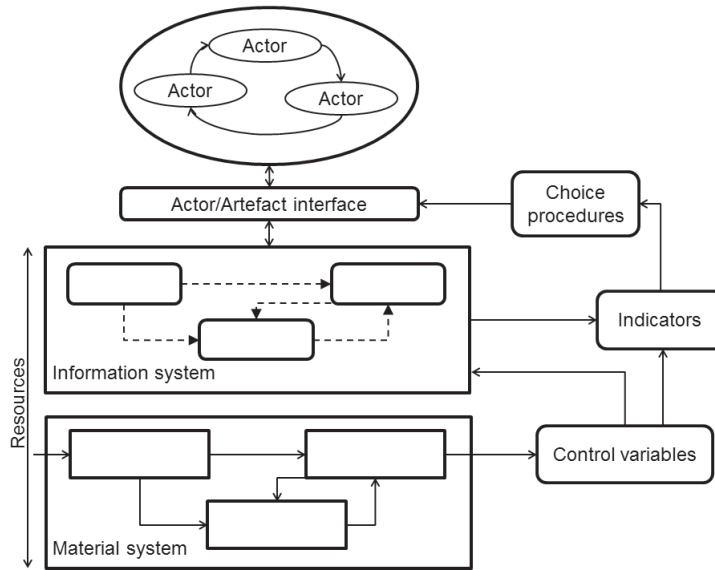 Actor
Actor
Actor
Actor/Artefact interface
Choice
procedures
Indicators
Information system
Resources
Control variables
Material system